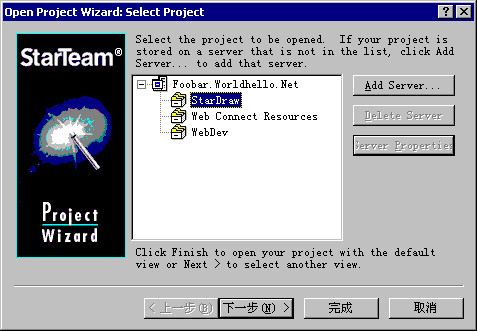 Open Project Wizard: Select Project
StarTeam®
Project
Wizard
Select the project to be opened. If your project is
stored on a server that is not in the list, click Add
Server... to add that server.
Foobar.Worldhello.Net
StarDraw
Web Connect Resources
WebDev
Add Server...
Delete Server
Server Properties
Click Finish to open your project with the default
view or Next > to select another view.
< 上一步(B)
下一步(N) >
完成
取消